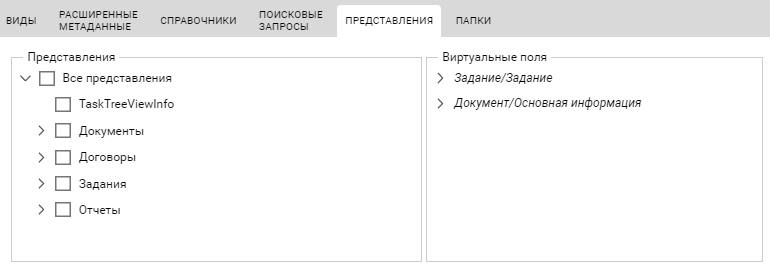 ВИДЫ
РАСШИРЕННЫЕ
МЕТАДАННЫЕ
СПРАВОЧНИКИ
ПОИСКОВЫЕ
ЗАПРОСЫ
ПРЕДСТАВЛЕНИЯ
ПАПКИ
Представления
Все представления
TaskTreeViewInfo
Документы
Договоры
Задания
Отчеты
Виртуальные поля
Задание/Задание
Документ/Основная информация